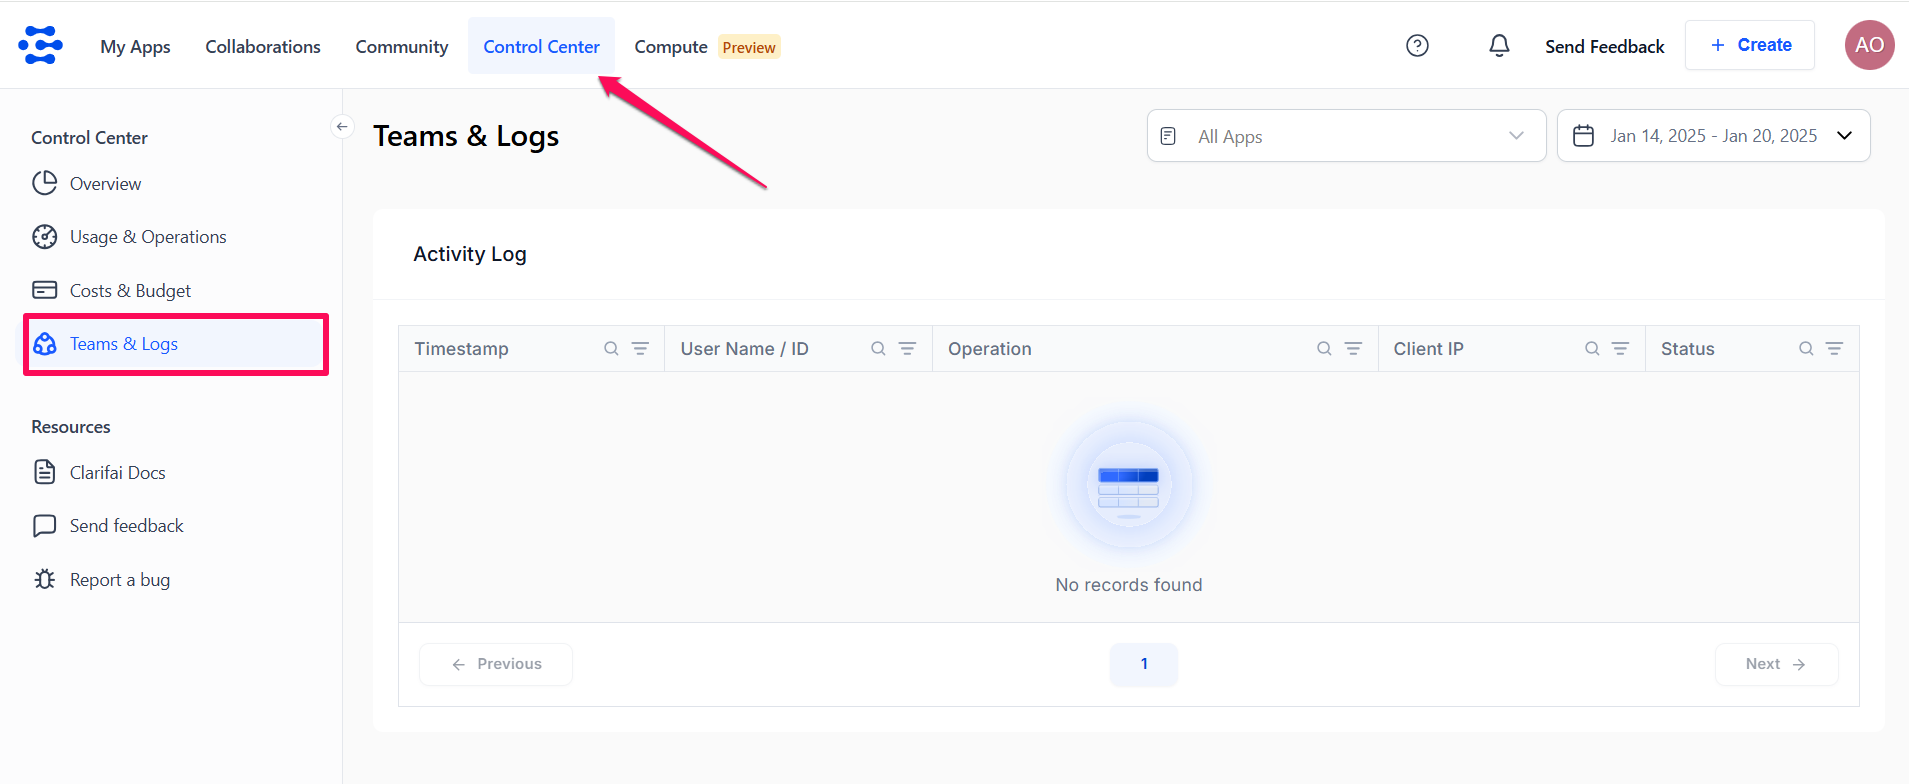 My Apps Collaborations Community Control Center Compute Preview Send Feedback + Create AO
Control Center
Overview
Usage & Operations
Costs & Budget
Teams & Logs
Resources
Clarifai Docs
Send feedback
Report a bug
Teams & Logs All Apps Jan 14, 2025 - Jan 20, 2025
Activity Log
Timestamp User Name / ID Operation Client IP Status
No records found
Previous 1 Next